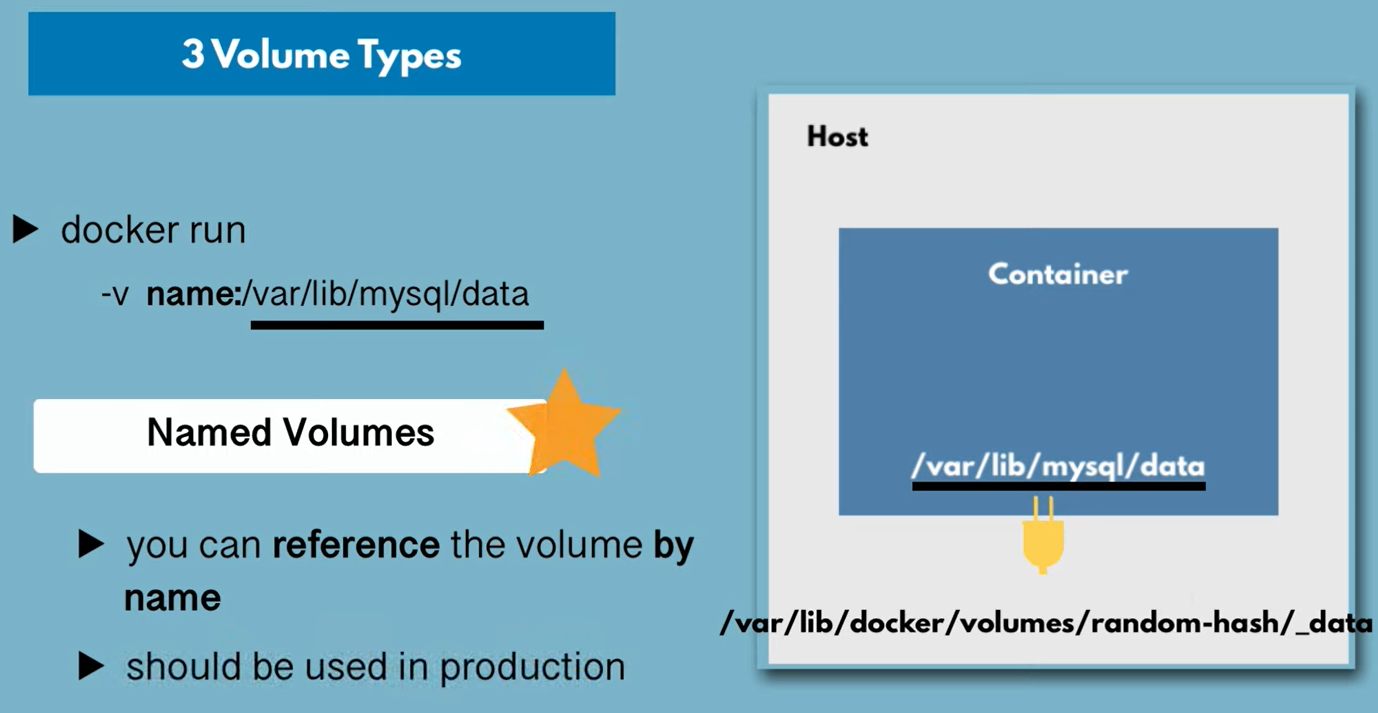 3 Volume Types
docker run
-v name:/var/lib/mysql/data
Named Volumes
you can reference the volume by
name
should be used in production
Host
Container
/var/lib/mysql/data
/var/lib/docker/volumes/random-hash/_data